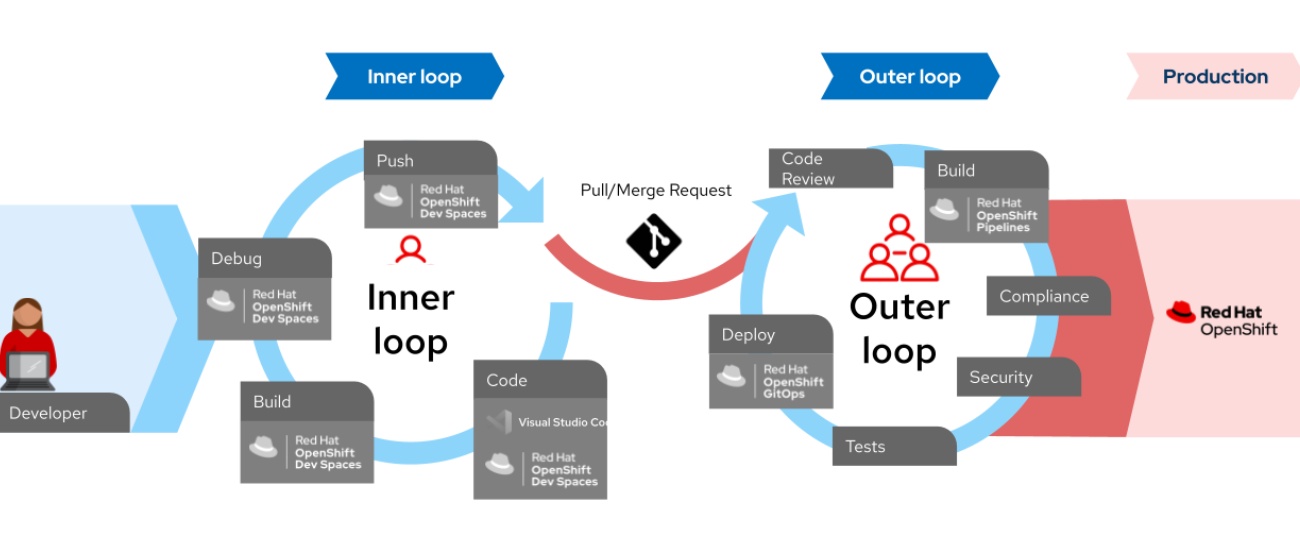 Inner loop
Outer loop
Production
Push
Red Hat
OpenShift
Dev Spaces
Debug
Red Hat
OpenShift
Dev Spaces
Build
Red Hat
OpenShift
Dev Spaces
Code
Visual Studio Co
Red Hat
OpenShift
Dev Spaces
Inner
loop
Developer
Pull/Merge Request
Code
Review
Build
Red Hat
OpenShift
Pipelines
Compliance
Security
Tests
Deploy
Red Hat
OpenShift
GitOps
Outer
loop
Red Hat
OpenShift